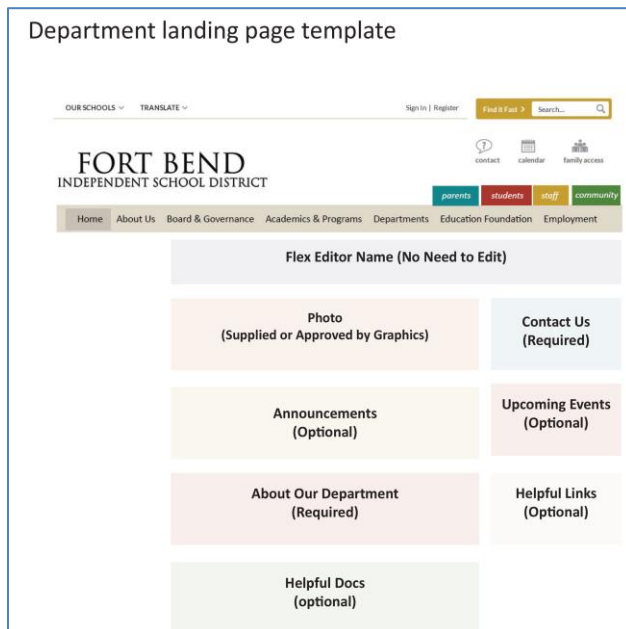 Department landing page template
OUR SCHOOLS TRANSLATE Sign In | Register Find it Fast > Search...
contact calendar family access
FORT BEND
INDEPENDENT SCHOOL DISTRICT
parents students staff community
Home About Us Board & Governance Academics & Programs Departments Education Foundation Employment
Flex Editor Name (No Need to Edit)
Photo
(Supplied or Approved by Graphics)
Contact Us
(Required)
Announcements
(Optional)
Upcoming Events
(Optional)
About Our Department
(Required)
Helpful Links
(Optional)
Helpful Docs
(optional)